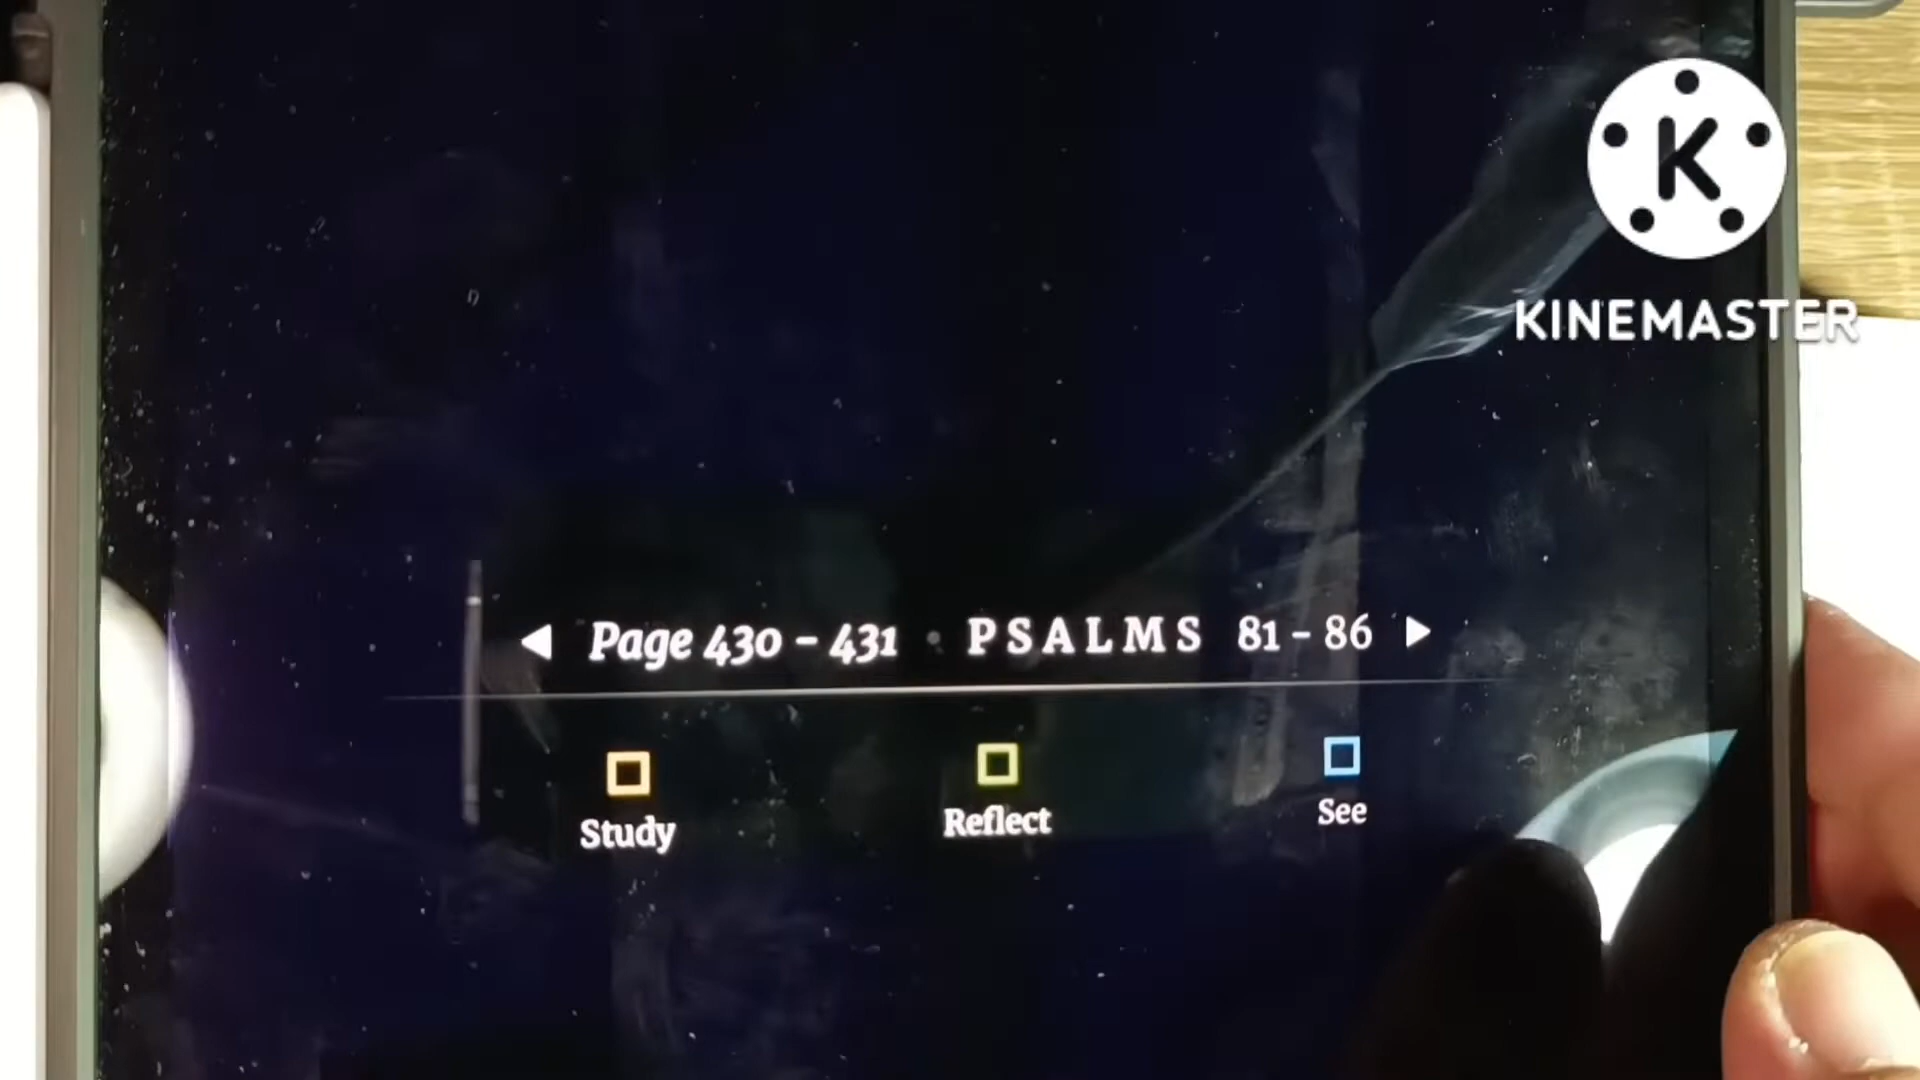 K
KINEMASTER
Page 430 - 431 • PSALMS 81 - 86
Study
Reflect
See